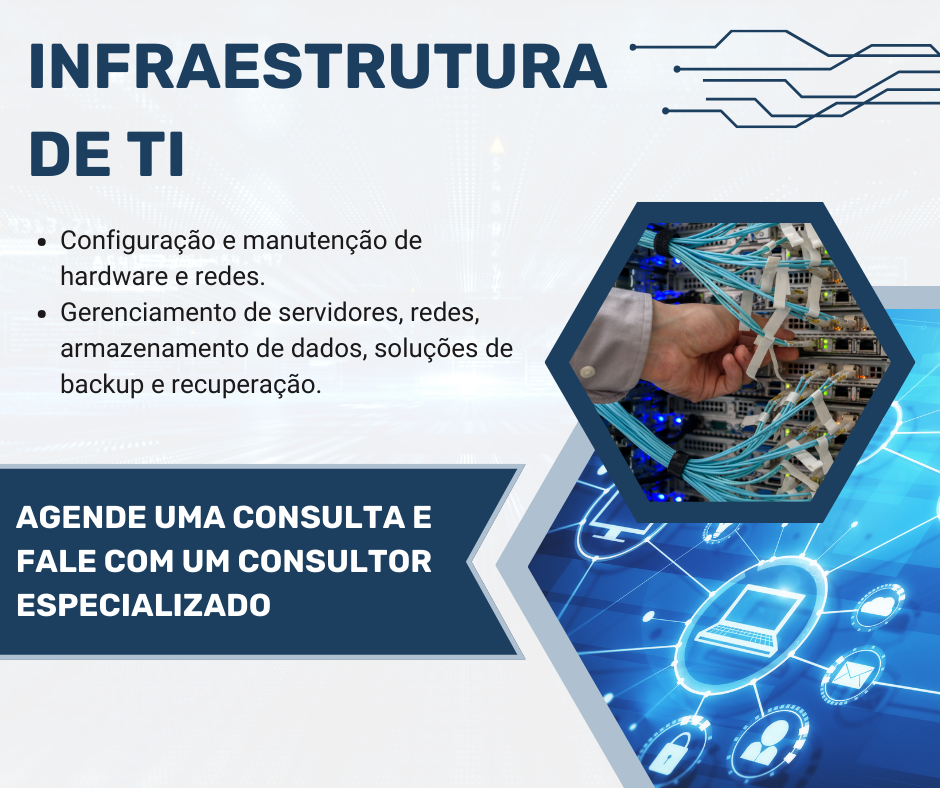 INFRAESTRUTURA
DE TI
• Configuração e manutenção de
hardware e redes.
• Gerenciamento de servidores, redes,
armazenamento de dados, soluções de
backup e recuperação.
AGENDE UMA CONSULTA E
FALE COM UM CONSULTOR
ESPECIALIZADO